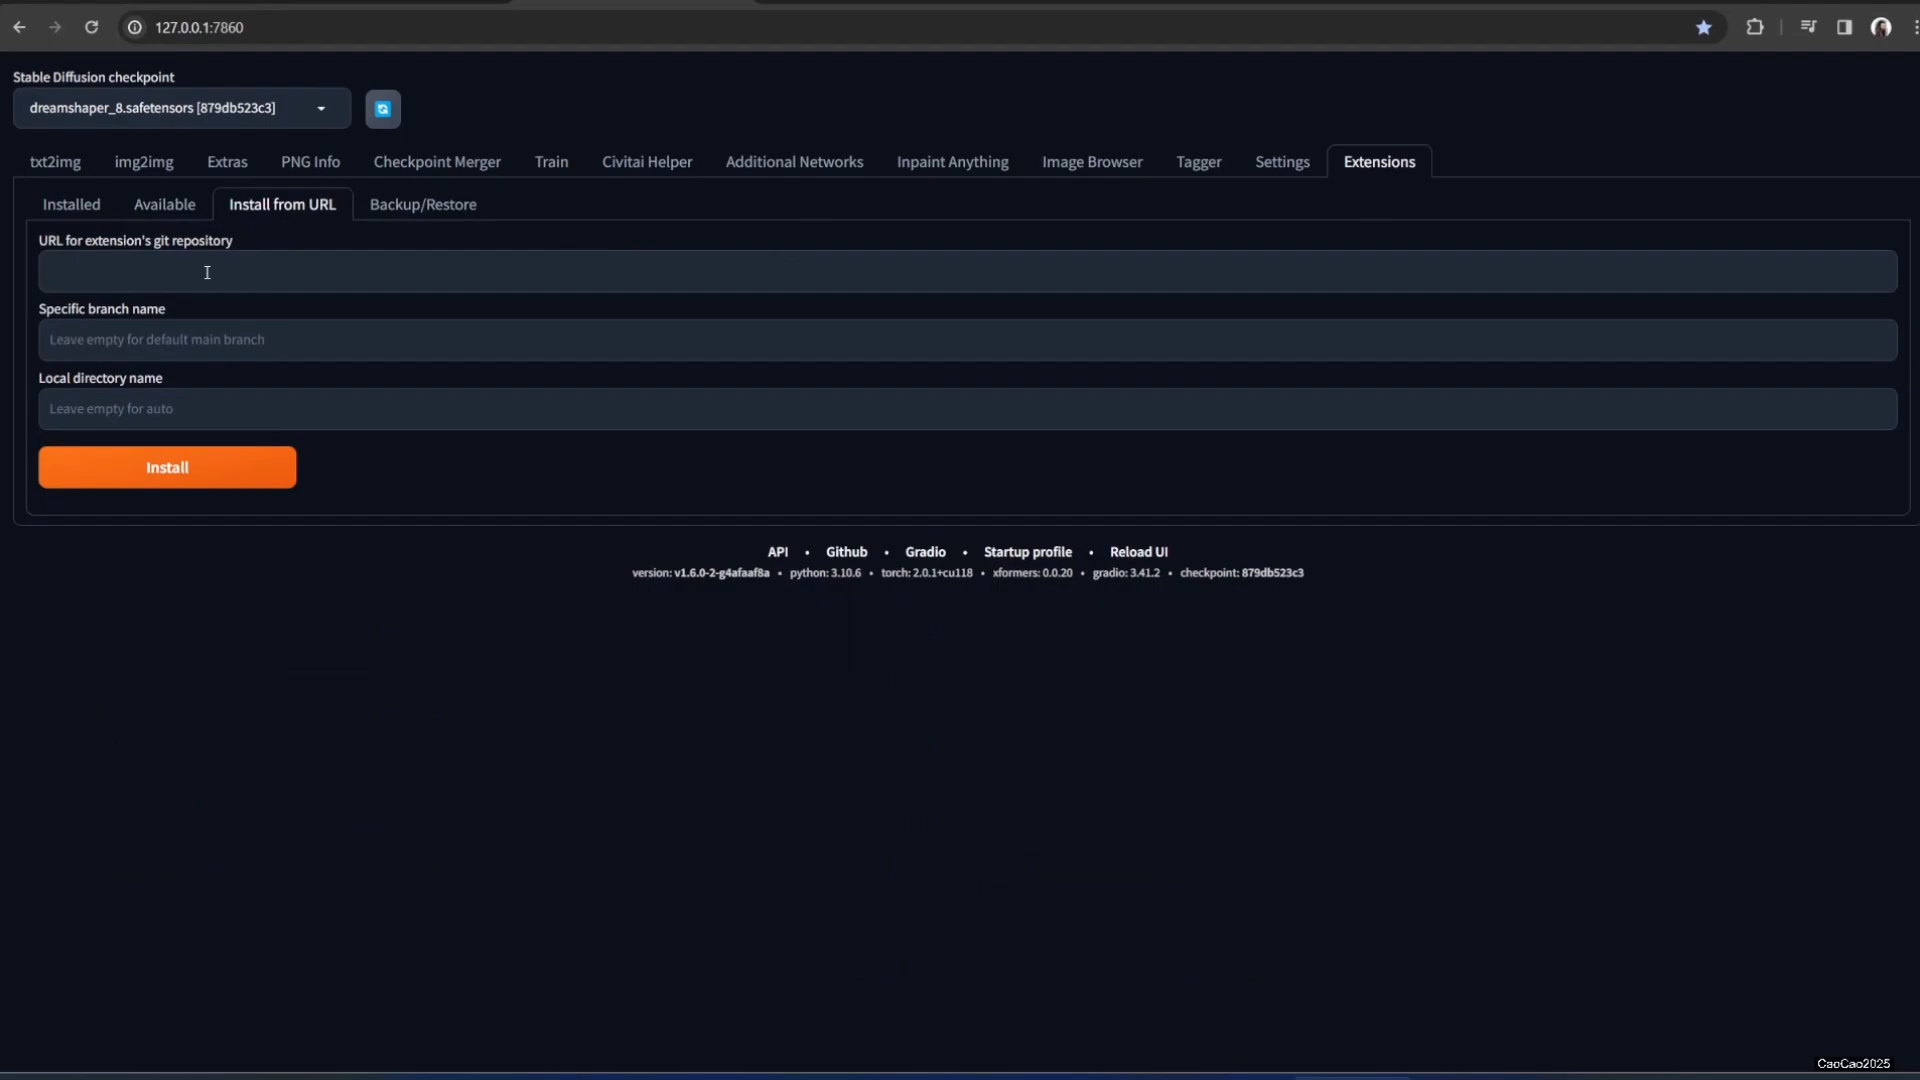 127.0.0.1:7860
Stable Diffusion checkpoint
dreamshaper_8.safetensors [879db523c3]
txt2img img2img Extras PNG Info Checkpoint Merger Train Civitai Helper Additional Networks Inpaint Anything Image Browser Tagger Settings Extensions
Installed Available Install from URL Backup/Restore
URL for extension's git repository
Specific branch name
Leave empty for default main branch
Local directory name
Leave empty for auto
Install
API • Github • Gradio • Startup profile • Reload UI
version: v1.6.0-2-g4afaaf8a • python: 3.10.6 • torch: 2.0.1+cu118 • xformers: 0.0.20 • gradio: 3.41.2 • checkpoint: 879db523c3
CaoCao2025